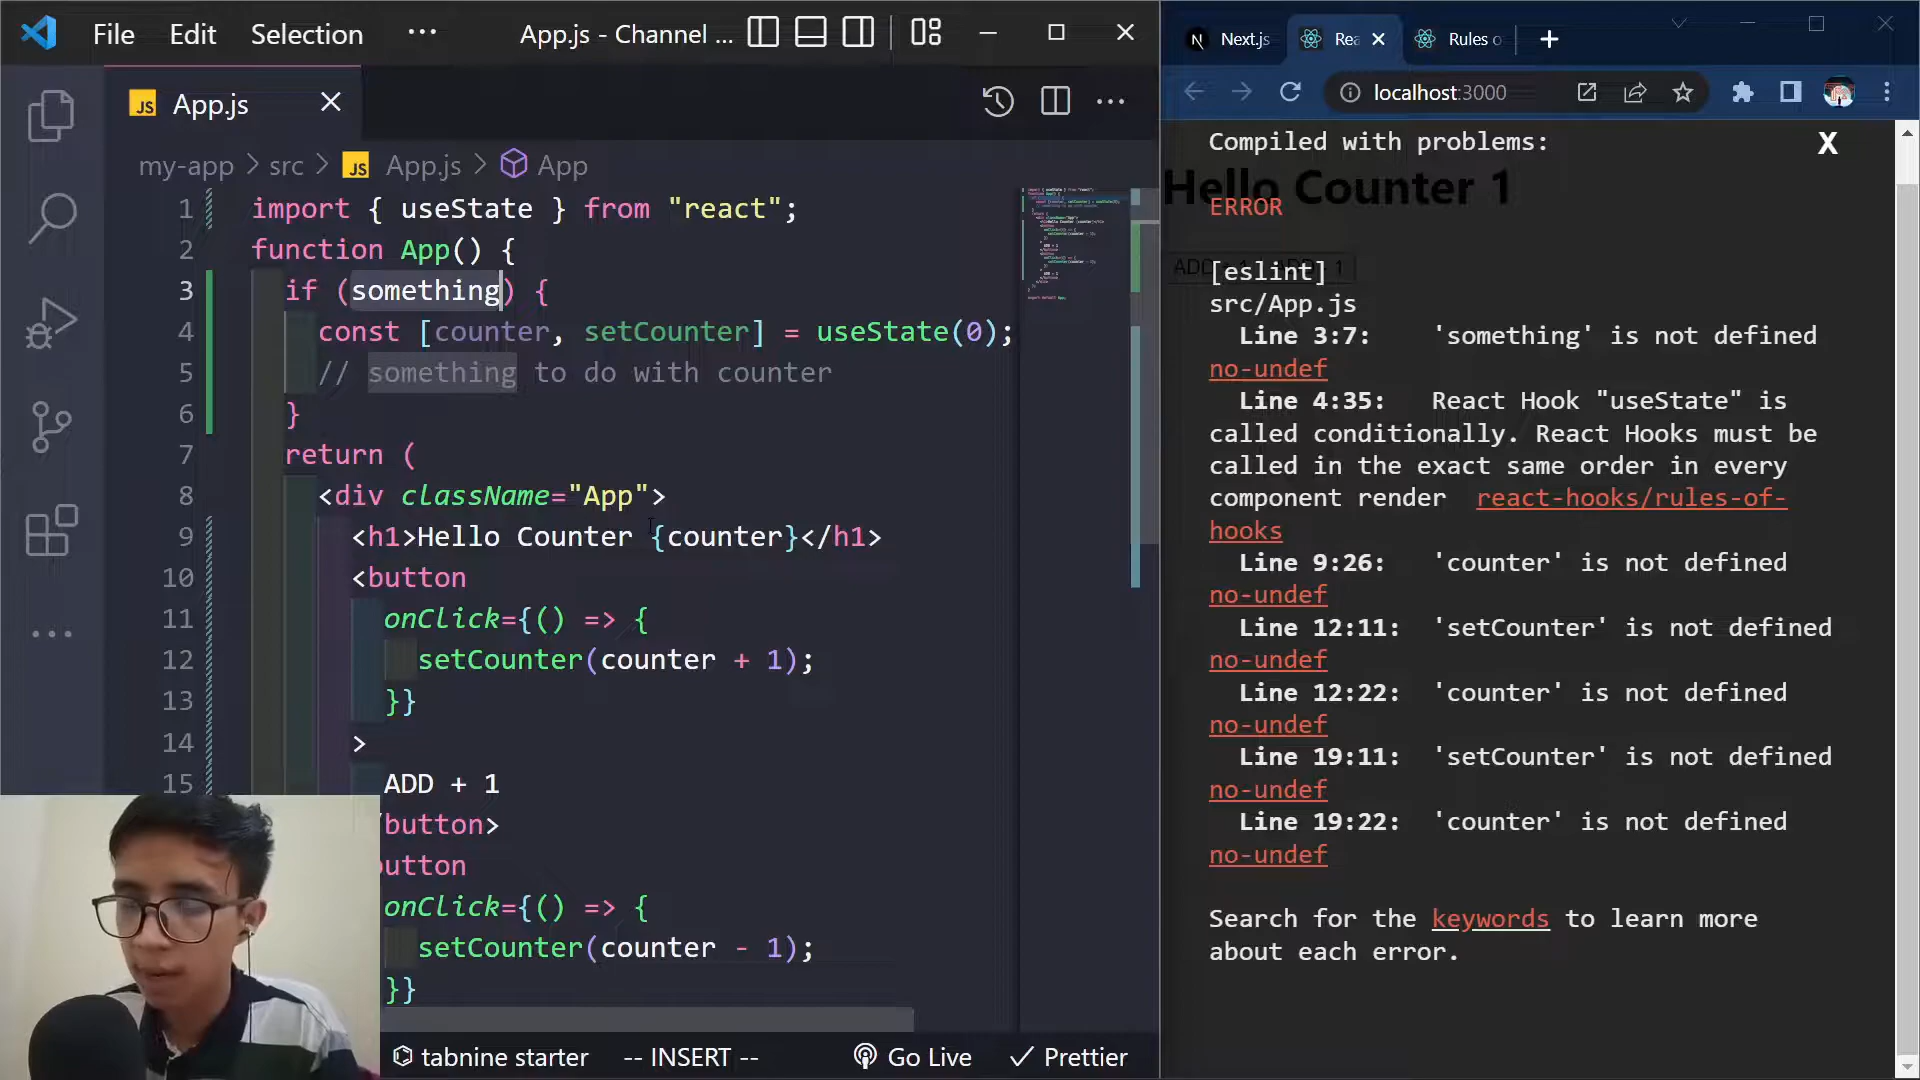 File Edit Selection ··· App.js - Channel ...
App.js
my-app > src > App.js > App
1 import { useState } from "react";
2 function App() {
3 if (something) {
4 const [counter, setCounter] = useState(0);
5 // something to do with counter
6 }
7 return (
8 <div className="App">
9 <h1>Hello Counter {counter}</h1>
10 <button
11 onClick={() => {
12 setCounter(counter + 1);
13 }}
14 >
15 ADD + 1
/button>
button
onClick={() => {
setCounter(counter - 1);
}}
tabnine starter -- INSERT -- Go Live Prettier
Next.js Rea Rules o
localhost:3000
Compiled with problems: X
Hello Counter 1
ERROR
[eslint]
src/App.js
Line 3:7: 'something' is not defined
no-undef
Line 4:35: React Hook "useState" is
called conditionally. React Hooks must be
called in the exact same order in every
component render react-hooks/rules-of-
hooks
Line 9:26: 'counter' is not defined
no-undef
Line 12:11: 'setCounter' is not defined
no-undef
Line 12:22: 'counter' is not defined
no-undef
Line 19:11: 'setCounter' is not defined
no-undef
Line 19:22: 'counter' is not defined
no-undef
Search for the keywords to learn more
about each error.